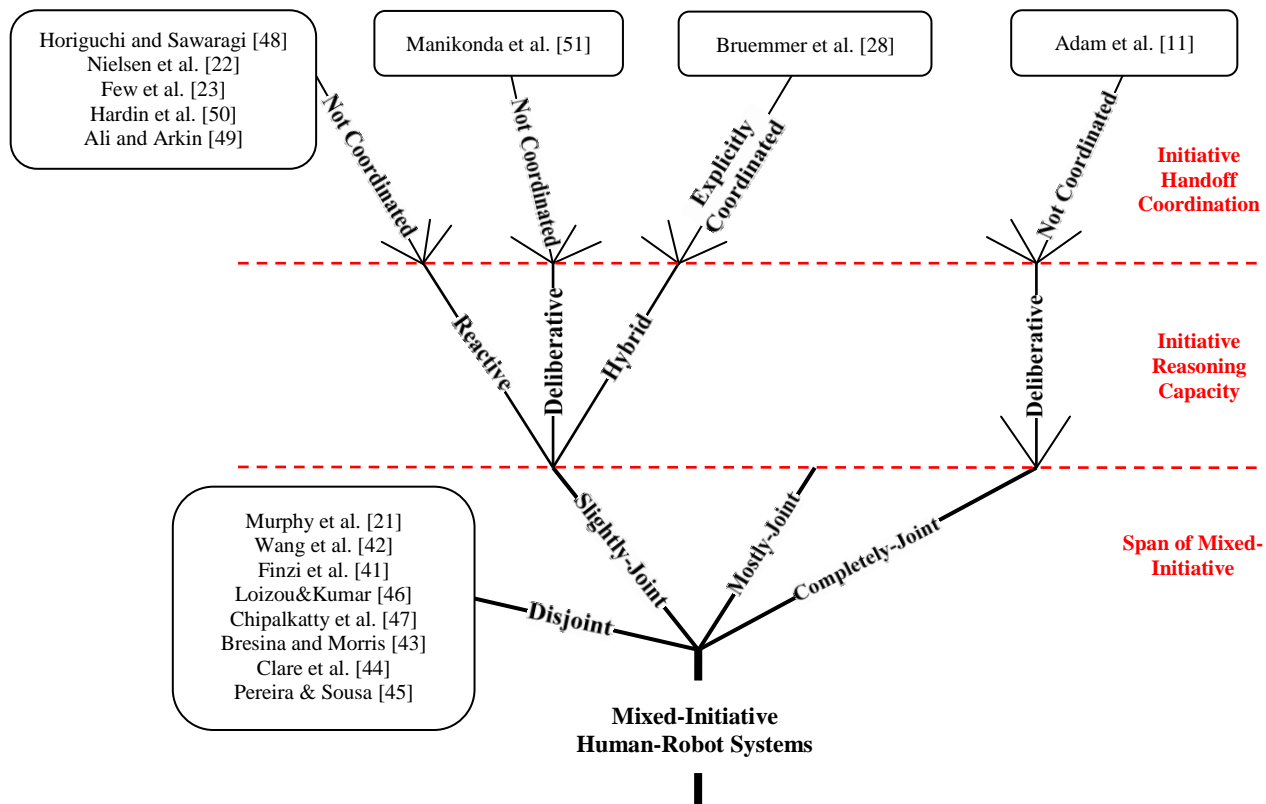 Horiguchi and Sawaragi [48]
Nielsen et al. [22]
Few et al. [23]
Hardin et al. [50]
Ali and Arkin [49]
Manikonda et al. [51]
Bruemmer et al. [28]
Adam et al. [11]
Not Coordinated
Not Coordinated
Explicitly
Coordinated
Not Coordinated
Initiative
Handoff
Coordination
Reactive
Deliberative
Hybrid
Deliberative
Initiative
Reasoning
Capacity
Murphy et al. [21]
Wang et al. [42]
Finzi et al. [41]
Loizou&Kumar [46]
Chipalkatty et al. [47]
Bresina and Morris [43]
Clare et al. [44]
Pereira & Sousa [45]
Disjoint
Slightly-Joint
Mostly-Joint
Completely-Joint
Span of Mixed-
Initiative
Mixed-Initiative
Human-Robot Systems